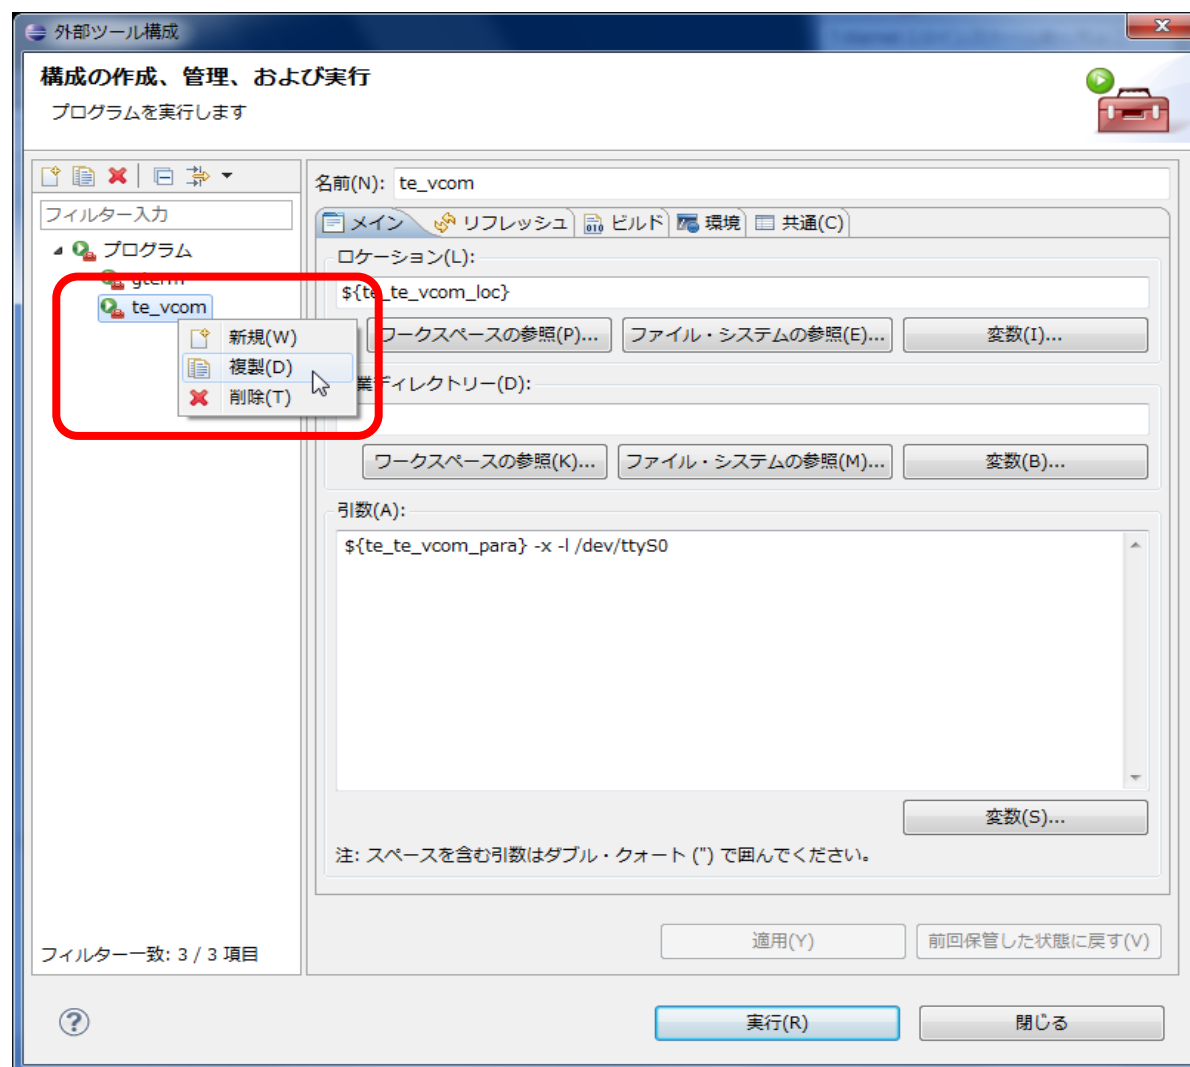 外部ツール構成
構成の作成、管理、および実行
プログラムを実行します
フィルター入力
プログラム
gterm
te_vcom
新規(W)
複製(D)
削除(T)
フィルター一致: 3 / 3 項目
名前(N): te_vcom
メイン リフレッシュ ビルド 環境 共通(C)
ロケーション(L):
${te_te_vcom_loc}
ワークスペースの参照(P)... ファイル・システムの参照(E)... 変数(I)...
業ディレクトリー(D):
ワークスペースの参照(K)... ファイル・システムの参照(M)... 変数(B)...
引数(A):
${te_te_vcom_para} -x -l /dev/ttyS0
変数(S)...
注: スペースを含む引数はダブル・クォート (") で囲んでください。
適用(Y) 前回保管した状態に戻す(V)
実行(R) 閉じる